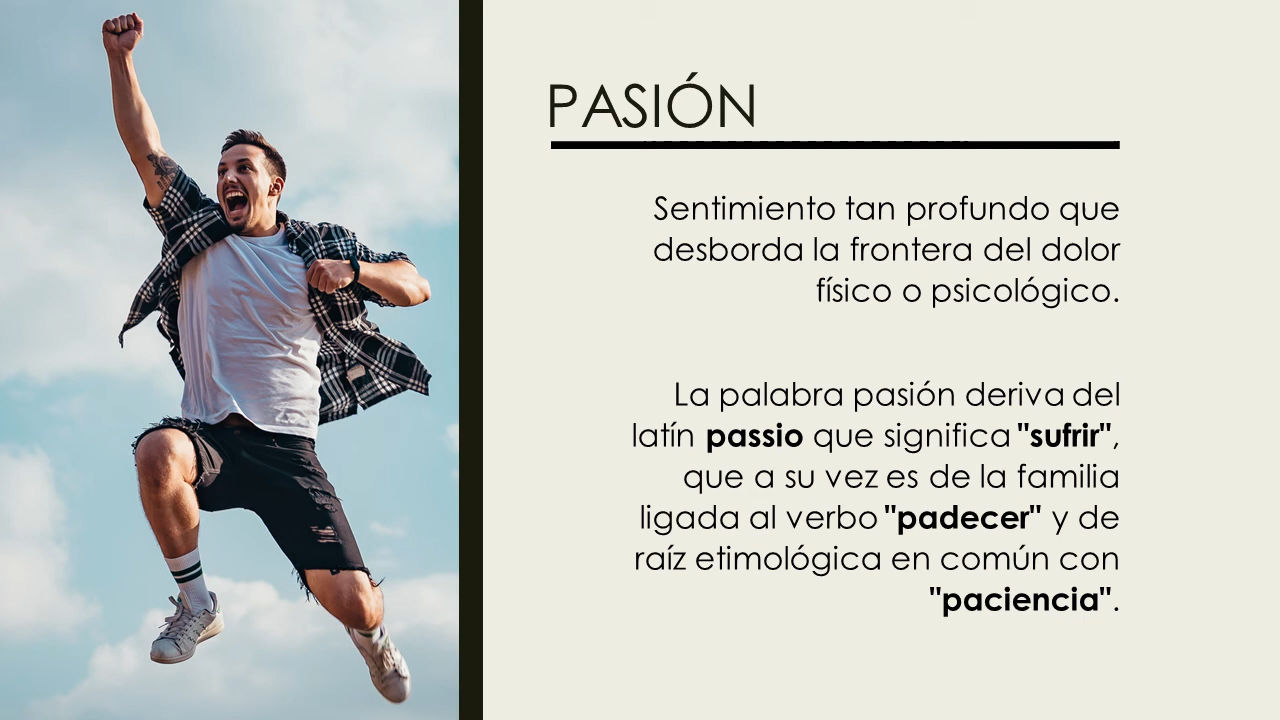 PASIÓN
Sentimiento tan profundo que
desborda la frontera del dolor
físico o psicológico.
La palabra pasión deriva del
latín passio que significa "sufrir",
que a su vez es de la familia
ligada al verbo "padecer" y de
raíz etimológica en común con
"paciencia".